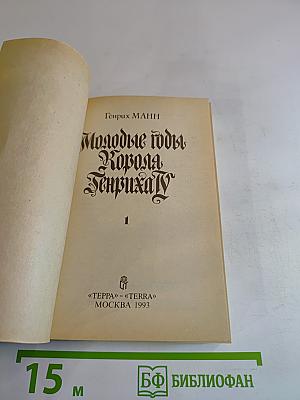 Генрих МАНН
Молодые годы
Короля
Генриха IV
1
«ТЕРРА» – «TERRA»
МОСКВА 1993
15 м
БФ БИБЛИОФАН